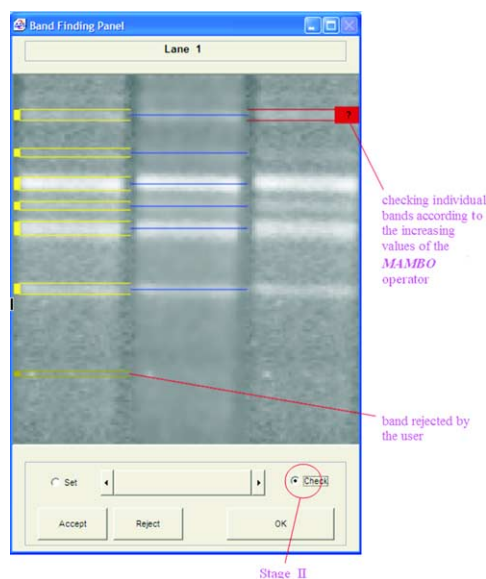 Band Finding Panel
Lane 1
?
checking individual
bands according to
the increasing
values of the
MAMBO
operator
band rejected by
the user
Set
Check
Accept
Reject
OK
Stage II